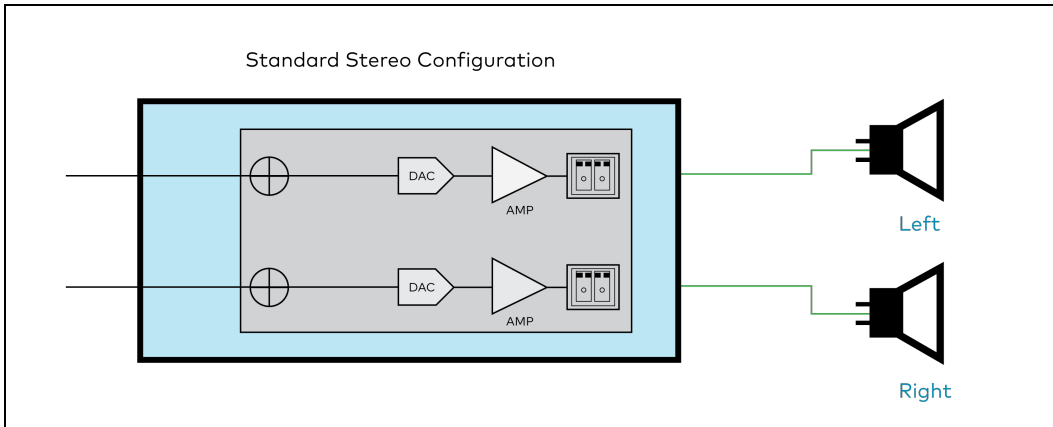 Standard Stereo Configuration
DAC
AMP
Left
DAC
AMP
Right